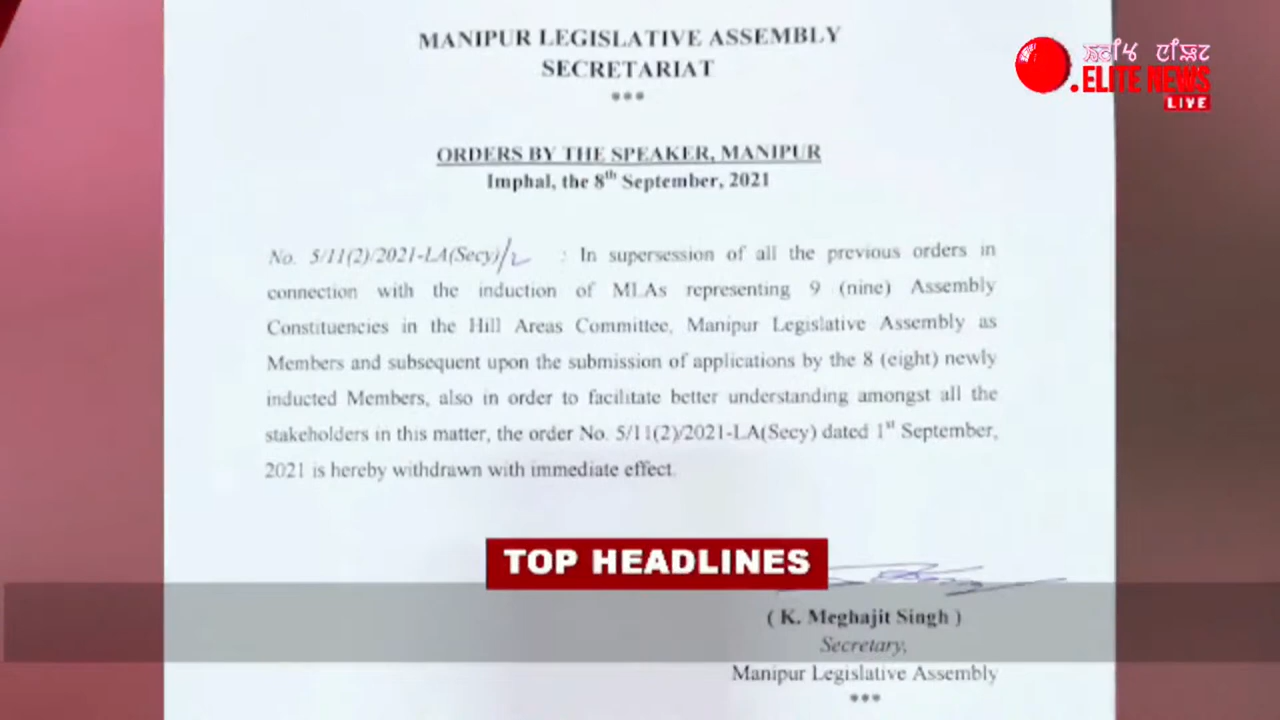 MANIPUR LEGISLATIVE ASSEMBLY
SECRETARIAT
***
ORDERS BY THE SPEAKER, MANIPUR
Imphal, the 8th September, 2021
No. 5/11(2)/2021-LA(Secy)/2 : In supersession of all the previous orders in
connection with the induction of MLAs representing 9 (nine) Assembly
Constituencies in the Hill Areas Committee, Manipur Legislative Assembly as
Members and subsequent upon the submission of applications by the 8 (eight) newly
inducted Members, also in order to facilitate better understanding amongst all the
stakeholders in this matter, the order No. 5/11(2)/2021-LA(Secy) dated 1st September,
2021 is hereby withdrawn with immediate effect.
( K. Meghajit Singh )
Secretary,
Manipur Legislative Assembly
***
TOP HEADLINES
ELITE NEWS
LIVE